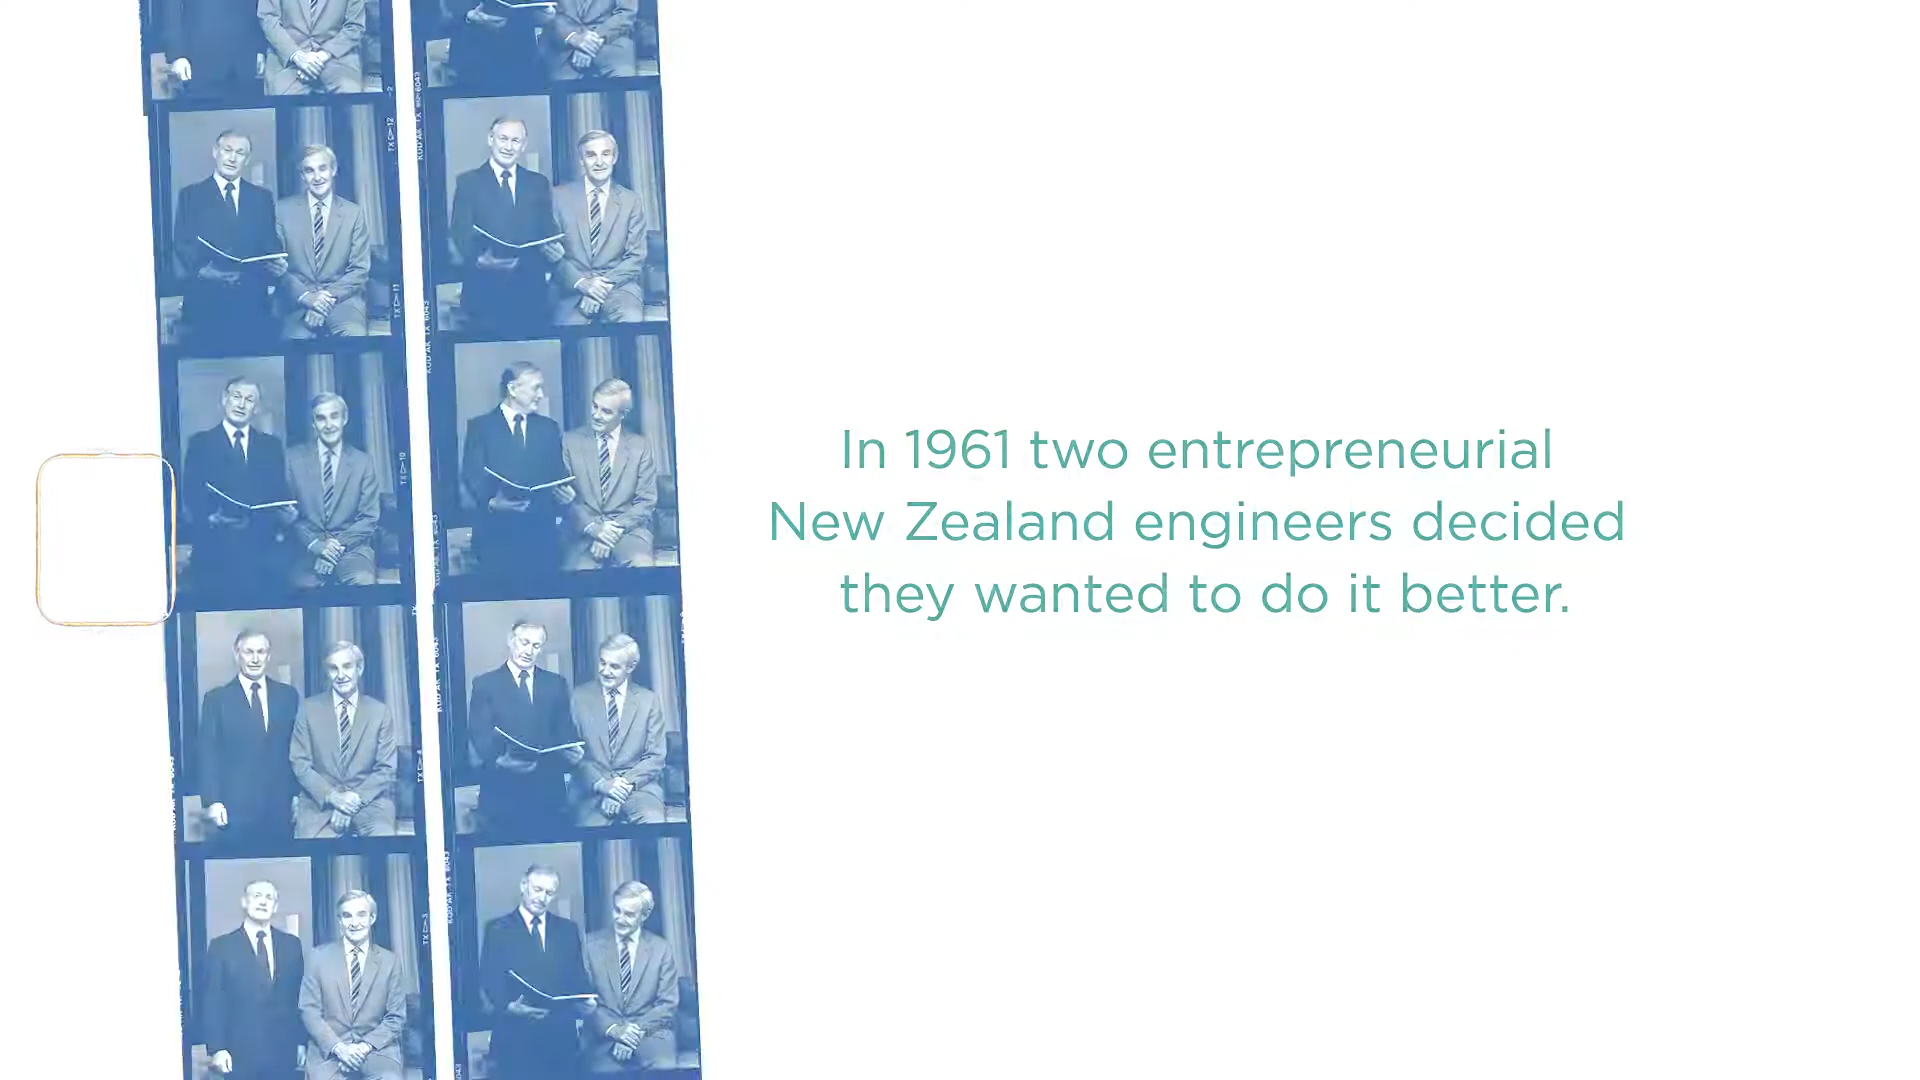 In 1961 two entrepreneurial
New Zealand engineers decided
they wanted to do it better.